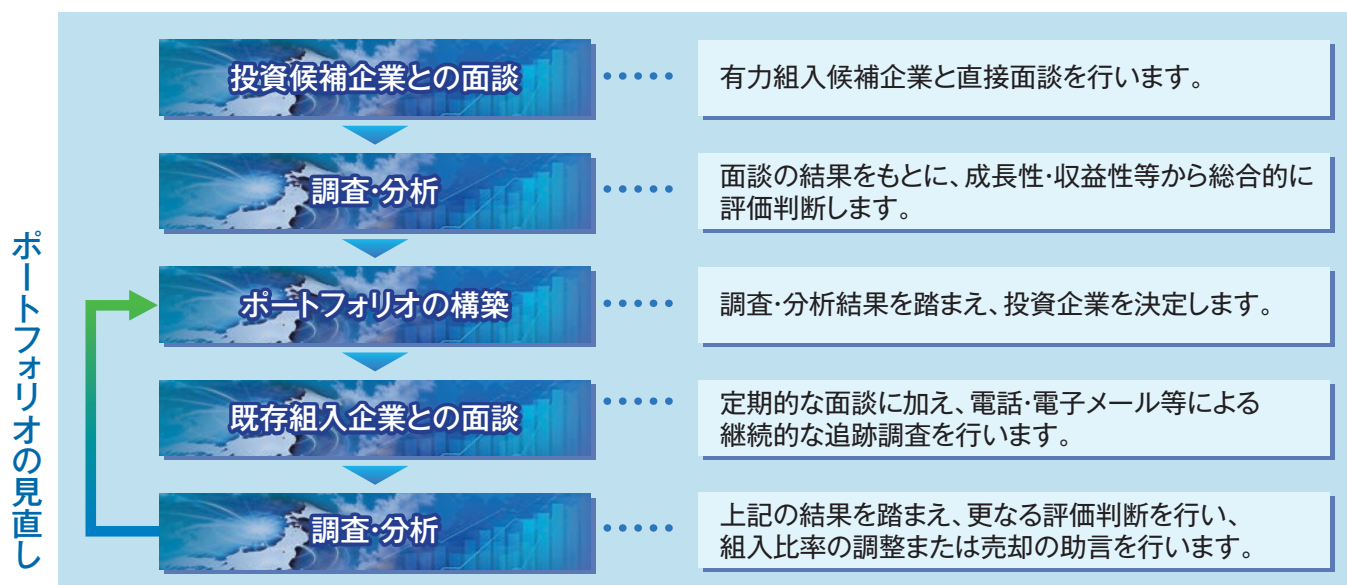 ポートフォリオの見直し
投資候補企業との面談
有力組入候補企業と直接面談を行います。
調査・分析
面談の結果をもとに、成長性・収益性等から総合的に
評価判断します。
ポートフォリオの構築
調査・分析結果を踏まえ、投資企業を決定します。
既存組入企業との面談
定期的な面談に加え、電話・電子メール等による
継続的な追跡調査を行います。
調査・分析
上記の結果を踏まえ、更なる評価判断を行い、
組入比率の調整または売却の助言を行います。